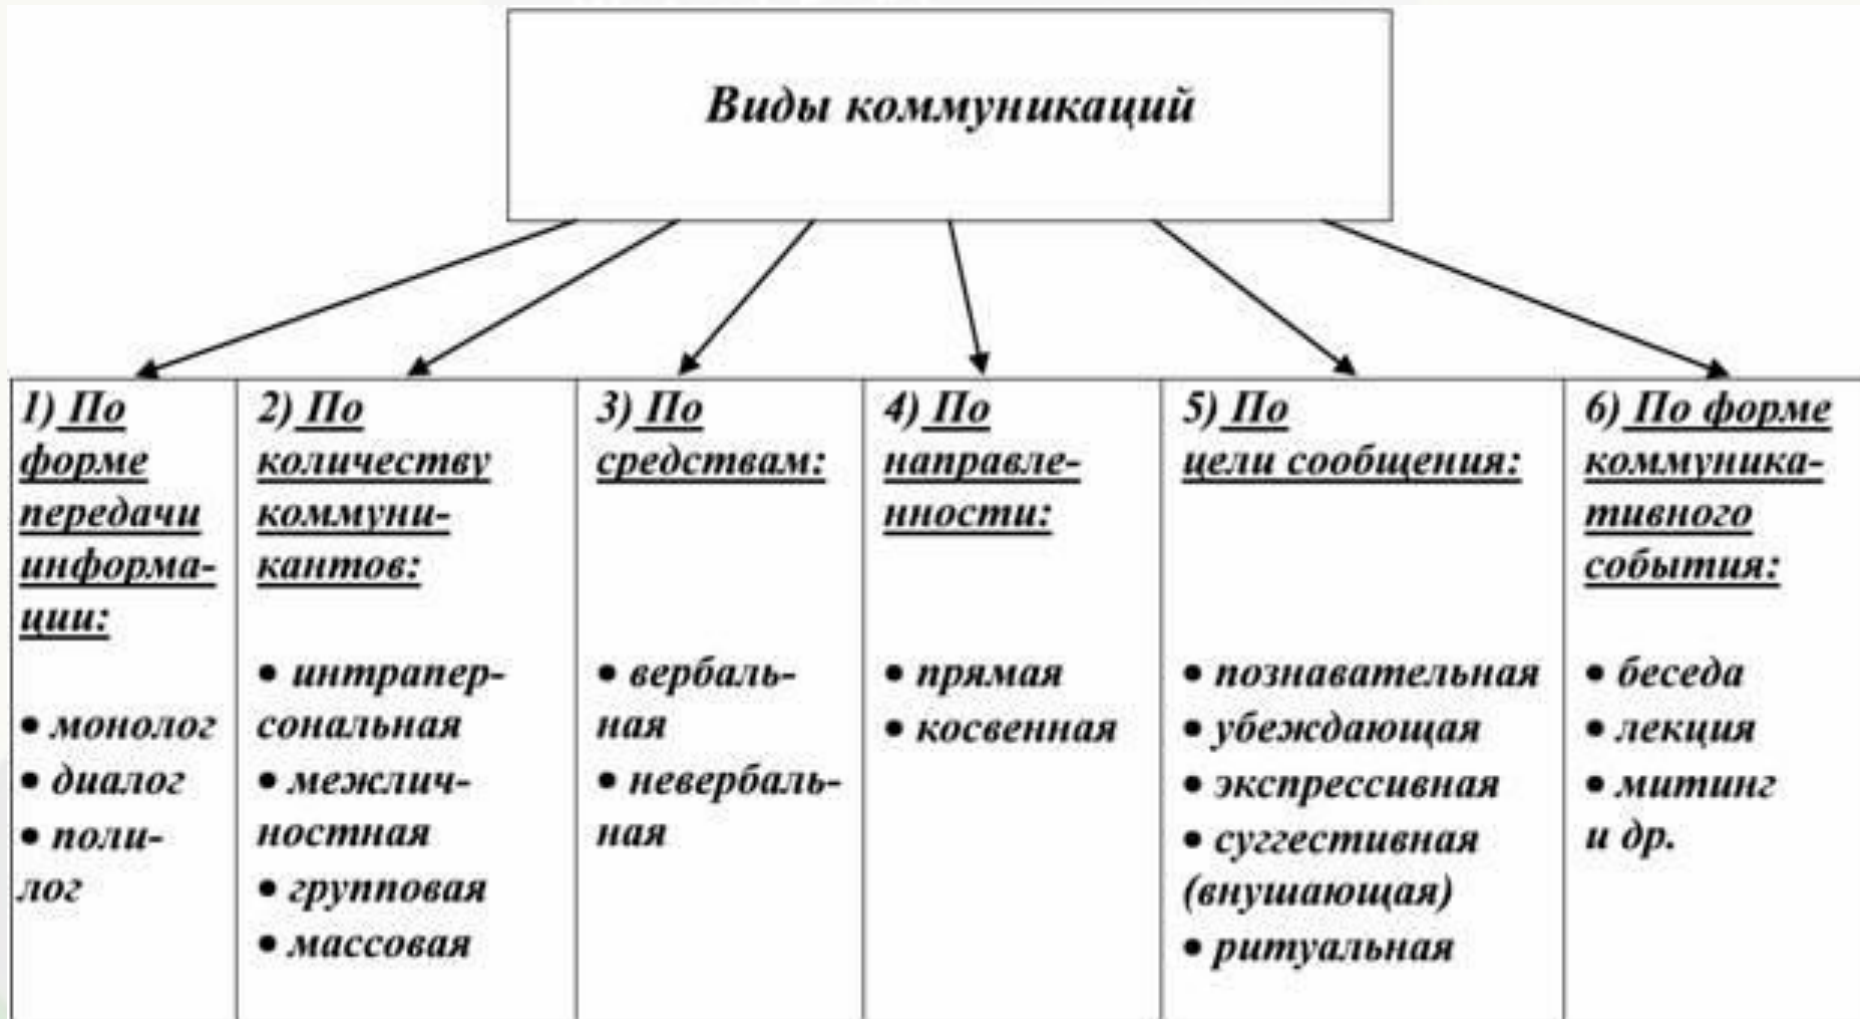 Виды коммуникаций
1) По
форме
передачи
информа-
ции:
• монолог
• диалог
• поли-
лог
2) По
количеству
коммуни-
кантов:
• интрапер-
сональная
• межлич-
ностная
• групповая
• массовая
3) По
средствам:
• вербаль-
ная
• невербаль-
ная
4) По
направле-
нности:
• прямая
• косвенная
5) По
цели сообщения:
• познавательная
• убеждающая
• экспрессивная
• суггестивная
(внушающая)
• ритуальная
6) По форме
коммуника-
тивного
события:
• беседа
• лекция
• митинг
и др.